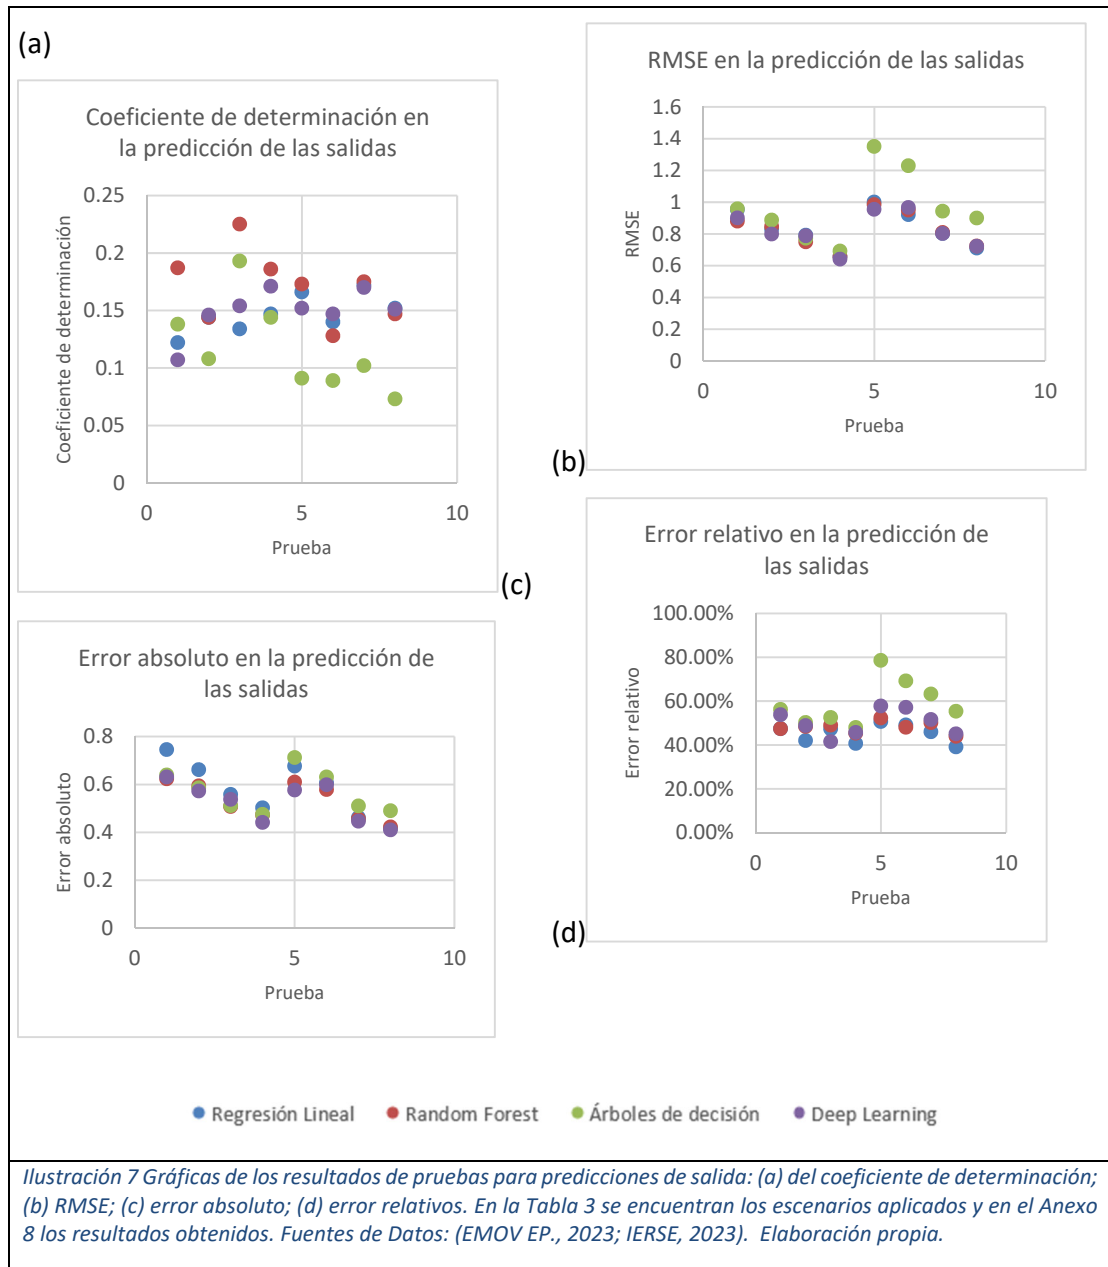 (a)
Coeficiente de determinación en
la predicción de las salidas
0.25
0.2
0.15
0.1
0.05
0
Coeficiente de determinación
0
5
10
Prueba
RMSE en la predicción de las salidas
1.6
1.4
1.2
1
0.8
0.6
0.4
0.2
0
RMSE
0
5
10
Prueba
(b)
(c)
Error absoluto en la predicción de
las salidas
0.8
0.6
0.4
0.2
0
Error absoluto
0
5
10
Prueba
Error relativo en la predicción de
las salidas
100.00%
80.00%
60.00%
40.00%
20.00%
0.00%
Error relativo
0
5
10
Prueba
(d)
Regresión Lineal
Random Forest
Árboles de decisión
Deep Learning
Ilustración 7 Gráficas de los resultados de pruebas para predicciones de salida: (a) del coeficiente de determinación;
(b) RMSE; (c) error absoluto; (d) error relativos. En la Tabla 3 se encuentran los escenarios aplicados y en el Anexo
8 los resultados obtenidos. Fuentes de Datos: (EMOV EP., 2023; IERSE, 2023). Elaboración propia.